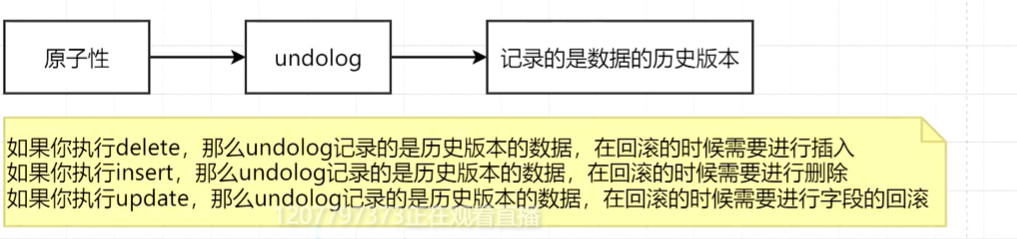 原子性
undolog
记录的是数据的历史版本
如果你执行delete，那么undolog记录的是历史版本的数据，在回滚的时候需要进行插入
如果你执行insert，那么undolog记录的是历史版本的数据，在回滚的时候需要进行删除
如果你执行update，那么undolog记录的是历史版本的数据，在回滚的时候需要进行字段的回滚
1207797373正在观看直播